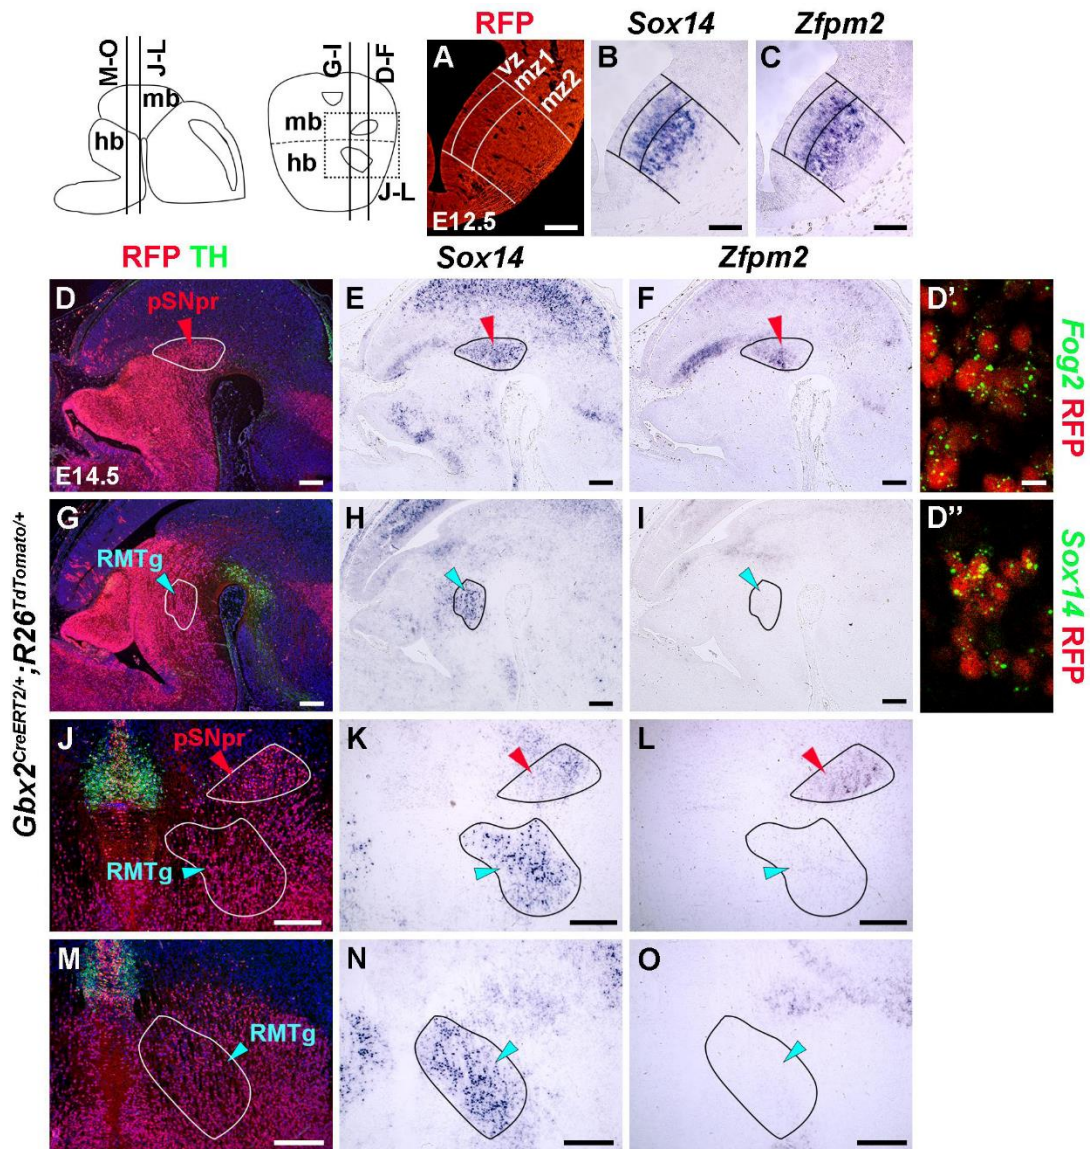 M-O
J-L
mb
hb
G-I
D-F
mb
hb
J-L
RFP
Sox14
Zfpm2
A
vz
mz1
mz2
E12.5
B
C
RFP TH
Sox14
Zfpm2
D
pSNpr
E14.5
E
F
D'
Fog2 RFP
G
RMTg
H
I
D''
Sox14 RFP
Gbx2CreERT2/+;R26TdTomato/+
J
pSNpr
RMTg
K
L
M
RMTg
N
O